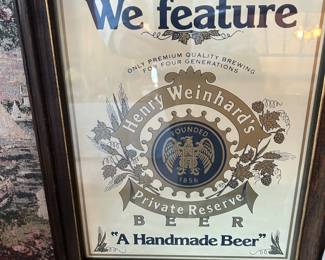 We feature
ONLY PREMIUM QUALITY BREWING
FOR FOUR GENERATIONS
Henry Weinhard's
FOUNDED
1856
Private Reserve
BEER
"A Handmade Beer"